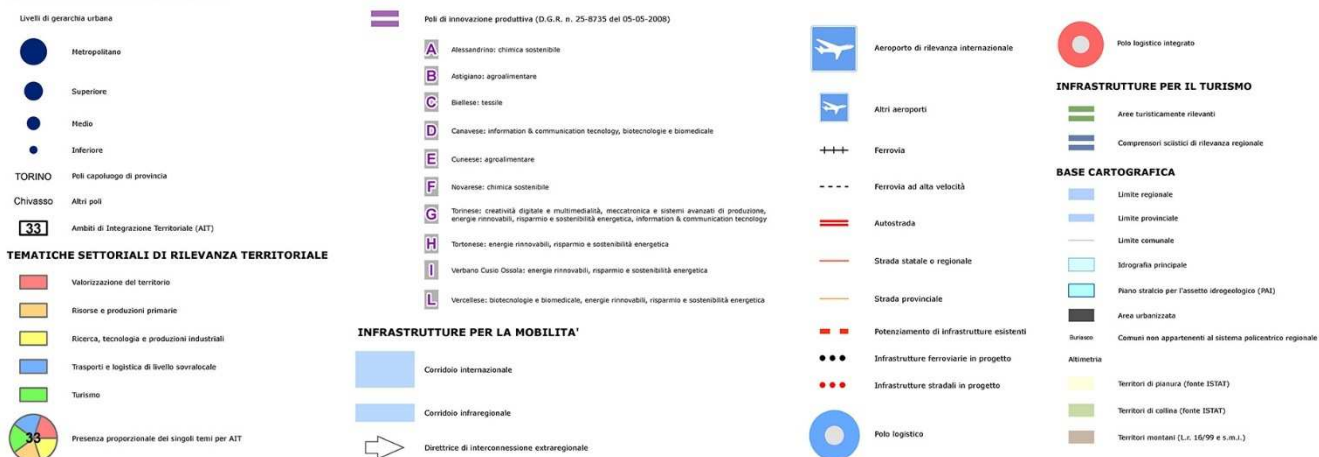 Livelli di gerarchia urbana
Metropolitano
Superiore
Medio
Inferiore
TORINO Poli capoluogo di provincia
Chivasso Altri poli
33 Ambiti di Integrazione Territoriale (AIT)
TEMATICHE SETTORIALI DI RILEVANZA TERRITORIALE
Valorizzazione del territorio
Risorse e produzioni primarie
Ricerca, tecnologia e produzioni industriali
Trasporti e logistica di livello sovralocale
Turismo
33 Presenza proporzionale dei singoli temi per AIT
Poli di innovazione produttiva (D.G.R. n. 25-8735 del 05-05-2008)
A Alessandrino: chimica sostenibile
B Astigiano: agroalimentare
C Biellese: tessile
D Canavese: information & communication tecnology, biotecnologie e biomedicale
E Cuneese: agroalimentare
F Novarese: chimica sostenibile
G Torinese: creatività digitale e multimedialità, meccatronica e sistemi avanzati di produzione,
energie rinnovabili, risparmio e sostenibilità energetica, information & communication tecnology
H Tortonese: energie rinnovabili, risparmio e sostenibilità energetica
I Verbano Cusio Ossola: energie rinnovabili, risparmio e sostenibilità energetica
L Vercellese: biotecnologie e biomedicale, energie rinnovabili, risparmio e sostenibilità energetica
INFRASTRUTTURE PER LA MOBILITA'
Corridoio internazionale
Corridoio infraregionale
Direttrice di interconnessione extraregionale
Aeroporto di rilevanza internazionale
Altri aeroporti
Ferrovia
Ferrovia ad alta velocità
Autostrada
Strada statale o regionale
Strada provinciale
Potenziamento di infrastrutture esistenti
Infrastrutture ferroviarie in progetto
Infrastrutture stradali in progetto
Polo logistico
Polo logistico integrato
INFRASTRUTTURE PER IL TURISMO
Aree turisticamente rilevanti
Comprensori sciistici di rilevanza regionale
BASE CARTOGRAFICA
Limite regionale
Limite provinciale
Limite comunale
Idrografia principale
Piano stralcio per l'assetto idrogeologico (PAI)
Area urbanizzata
Buriasco Comuni non appartenenti al sistema policentrico regionale
Altimetria
Territori di pianura (fonte ISTAT)
Territori di collina (fonte ISTAT)
Territori montani (L.r. 16/99 e s.m.i.)